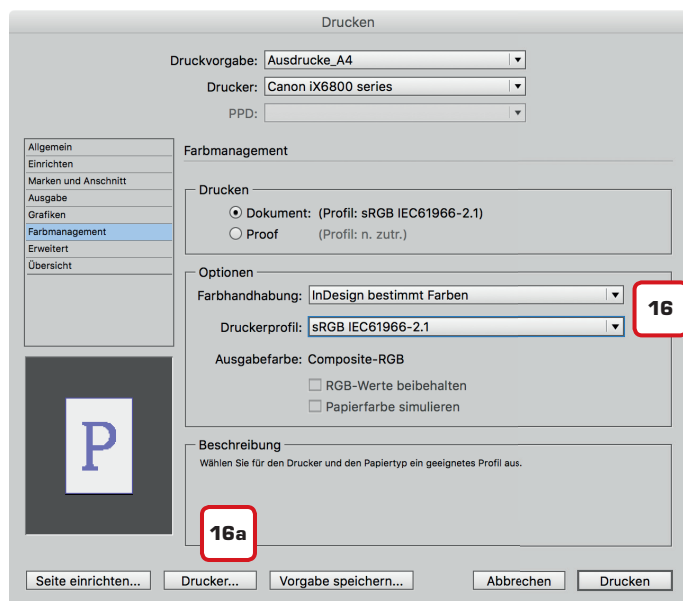 Drucken
Druckvorgabe: Ausdrucke_A4
Drucker: Canon iX6800 series
PPD:
Allgemein
Einrichten
Marken und Anschnitt
Ausgabe
Grafiken
Farbmanagement
Erweitert
Übersicht
Farbmanagement
Drucken
Dokument: (Profil: sRGB IEC61966-2.1)
Proof (Profil: n. zutr.)
Optionen
Farbhandhabung: InDesign bestimmt Farben
16
Druckerprofil: sRGB IEC61966-2.1
Ausgabefarbe: Composite-RGB
RGB-Werte beibehalten
Papierfarbe simulieren
P
Beschreibung
Wählen Sie für den Drucker und den Papiertyp ein geeignetes Profil aus.
16a
Seite einrichten... Drucker... Vorgabe speichern... Abbrechen Drucken